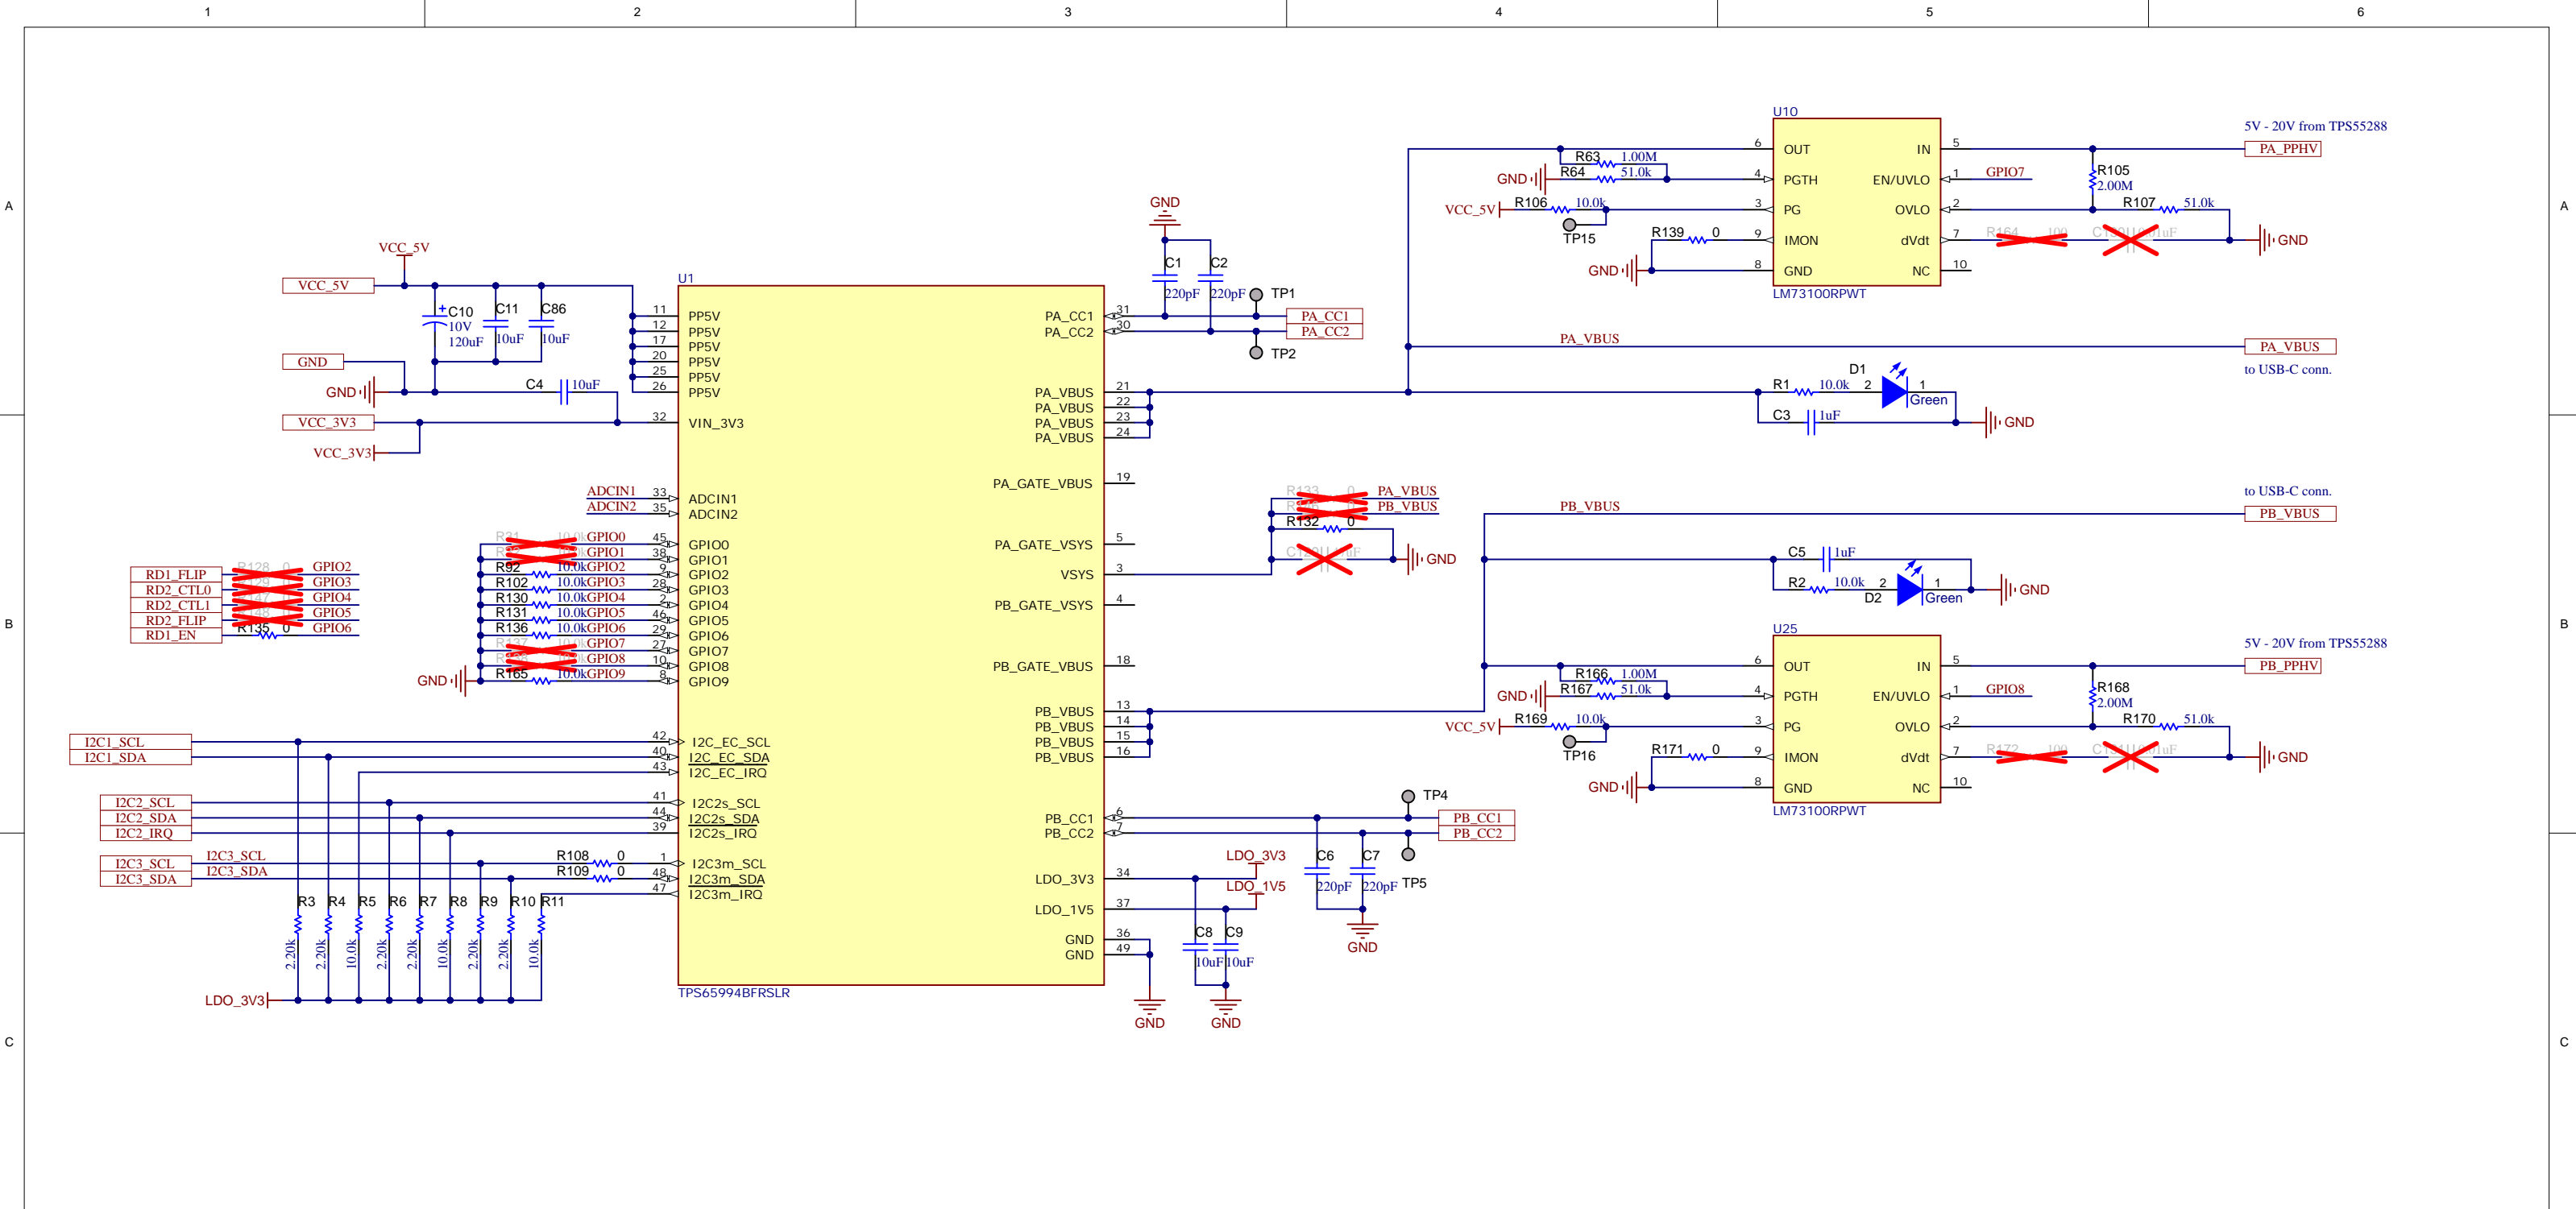 1 2 3 4 5 6
A A
B B
C C
VCC_5V
VCC_5V
C10
10V
120uF
C11
10uF
C86
10uF
GND
GND
C4 10uF
VCC_3V3
VCC_3V3
ADCIN1
ADCIN2
RD1_FLIP GPIO2
RD2_CTL0 GPIO3
RD2_CTL1 GPIO4
RD2_FLIP GPIO5
RD1_EN R135 0 GPIO6
GPIO0
GPIO1
R92 10.0k GPIO2
R102 10.0k GPIO3
R130 10.0k GPIO4
R131 10.0k GPIO5
R136 10.0k GPIO6
R137 GPIO7
GPIO8
R165 10.0k GPIO9
GND
I2C1_SCL
I2C1_SDA
I2C2_SCL
I2C2_SDA
I2C2_IRQ
I2C3_SCL I2C3_SCL R108 0
I2C3_SDA I2C3_SDA R109 0
R3 R4 R5 R6 R7 R8 R9 R10 R11
2.20k 2.20k 10.0k 2.20k 2.20k 10.0k 2.20k 2.20k 10.0k
LDO_3V3
U1
11 PP5V
12 PP5V
17 PP5V
20 PP5V
25 PP5V
26 PP5V
32 VIN_3V3
33 ADCIN1
35 ADCIN2
45 GPIO0
38 GPIO1
9 GPIO2
28 GPIO3
2 GPIO4
46 GPIO5
29 GPIO6
27 GPIO7
10 GPIO8
8 GPIO9
42 I2C_EC_SCL
40 I2C_EC_SDA
43 I2C_EC_IRQ
41 I2C2s_SCL
44 I2C2s_SDA
39 I2C2s_IRQ
1 I2C3m_SCL
48 I2C3m_SDA
47 I2C3m_IRQ
PA_CC1 31
PA_CC2 30
PA_VBUS 21
PA_VBUS 22
PA_VBUS 23
PA_VBUS 24
PA_GATE_VBUS 19
PA_GATE_VSYS 5
VSYS 3
PB_GATE_VSYS 4
PB_GATE_VBUS 18
PB_VBUS 13
PB_VBUS 14
PB_VBUS 15
PB_VBUS 16
PB_CC1 6
PB_CC2 7
LDO_3V3 34
LDO_1V5 37
GND 36
GND 49
TPS65994BFRSLR
GND
C1 C2
220pF 220pF
TP1
PA_CC1
PA_CC2
TP2
R133 0 PA_VBUS
PB_VBUS
R132 0
GND
TP4
PB_CC1
PB_CC2
TP5
C6 C7
220pF 220pF
GND
LDO_3V3
LDO_1V5
C8 C9
10uF 10uF
GND
GND
U10
6 OUT IN 5
4 PGTH EN/UVLO 1
3 PG OVLO 2
9 IMON dVdt 7
8 GND NC 10
LM73100RPWT
R63 1.00M
GND R64 51.0k
VCC_5V R106 10.0k
TP15
R139 0
GND
5V - 20V from TPS55288
PA_PPHV
GPIO7
R105
2.00M
R107 51.0k
R164 100
GND
PA_VBUS
PA_VBUS
to USB-C conn.
R1 10.0k 2 D1 1
Green
C3 1uF
GND
to USB-C conn.
PB_VBUS
PB_VBUS
C5 1uF
R2 10.0k 2 1
D2 Green
GND
U25
6 OUT IN 5
4 PGTH EN/UVLO 1
3 PG OVLO 2
9 IMON dVdt 7
8 GND NC 10
LM73100RPWT
R166 1.00M
GND R167 51.0k
VCC_5V R169 10.0k
TP16
R171 0
GND
5V - 20V from TPS55288
PB_PPHV
GPIO8
R168
2.00M
R170 51.0k
R172 100
GND